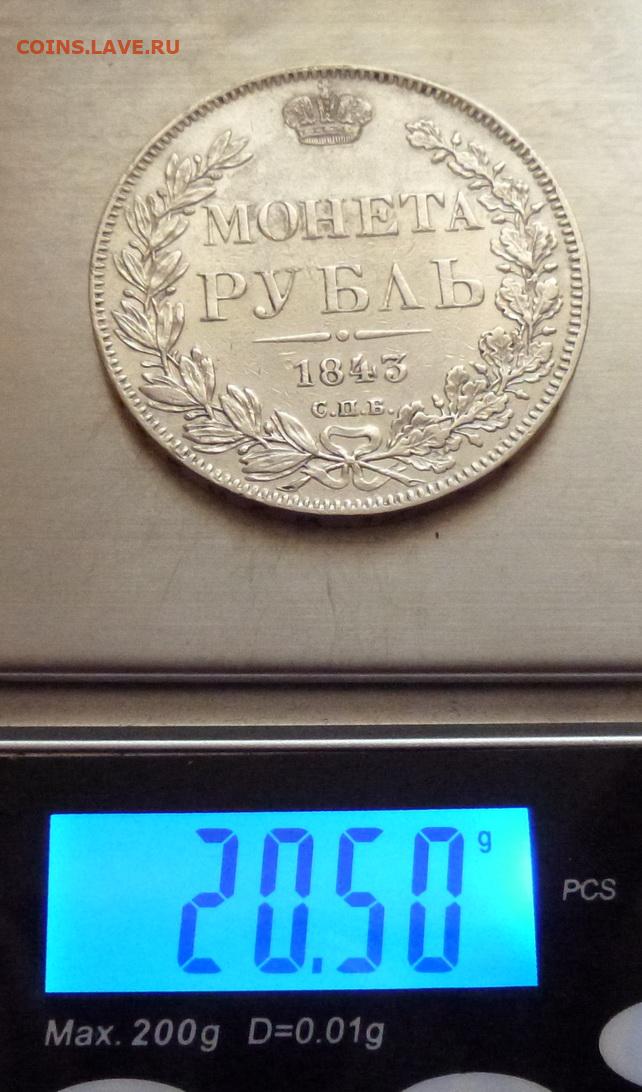 COINS.LAVE.RU
МОНЕТА
РУБЛЬ
1843
С.П.Б.
20.50 g
PCS
Max. 200g D=0.01g